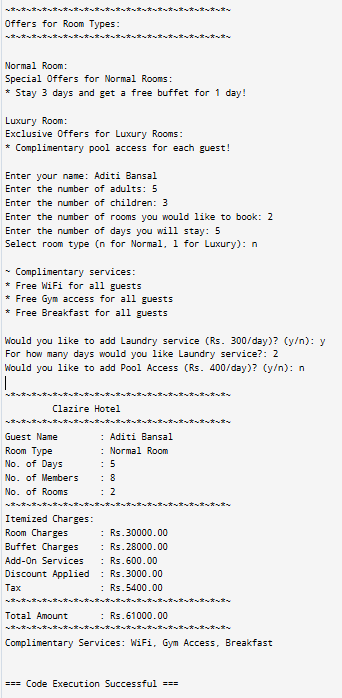 ~*~*~*~*~*~*~*~*~*~*~*~*~*~*~*~*~*~*~*~*~*~*~
Offers for Room Types:
~*~*~*~*~*~*~*~*~*~*~*~*~*~*~*~*~*~*~*~*~*~*~
Normal Room:
Special Offers for Normal Rooms:
* Stay 3 days and get a free buffet for 1 day!
Luxury Room:
Exclusive Offers for Luxury Rooms:
* Complimentary pool access for each guest!
Enter your name: Aditi Bansal
Enter the number of adults: 5
Enter the number of children: 3
Enter the number of rooms you would like to book: 2
Enter the number of days you will stay: 5
Select room type (n for Normal, l for Luxury): n
~ Complimentary services:
* Free WiFi for all guests
* Free Gym access for all guests
* Free Breakfast for all guests
Would you like to add Laundry service (Rs. 300/day)? (y/n): y
For how many days would you like Laundry service?: 2
Would you like to add Pool Access (Rs. 400/day)? (y/n): n
~*~*~*~*~*~*~*~*~*~*~*~*~*~*~*~*~*~*~*~*~*~*~
Clazire Hotel
~*~*~*~*~*~*~*~*~*~*~*~*~*~*~*~*~*~*~*~*~*~*~
Guest Name : Aditi Bansal
Room Type : Normal Room
No. of Days : 5
No. of Members : 8
No. of Rooms : 2
~*~*~*~*~*~*~*~*~*~*~*~*~*~*~*~*~*~*~*~*~*~*~
Itemized Charges:
Room Charges : Rs.30000.00
Buffet Charges : Rs.28000.00
Add-On Services : Rs.600.00
Discount Applied : Rs.3000.00
Tax : Rs.5400.00
~*~*~*~*~*~*~*~*~*~*~*~*~*~*~*~*~*~*~*~*~*~*~
Total Amount : Rs.61000.00
~*~*~*~*~*~*~*~*~*~*~*~*~*~*~*~*~*~*~*~*~*~*~
Complimentary Services: WiFi, Gym Access, Breakfast
=== Code Execution Successful ===